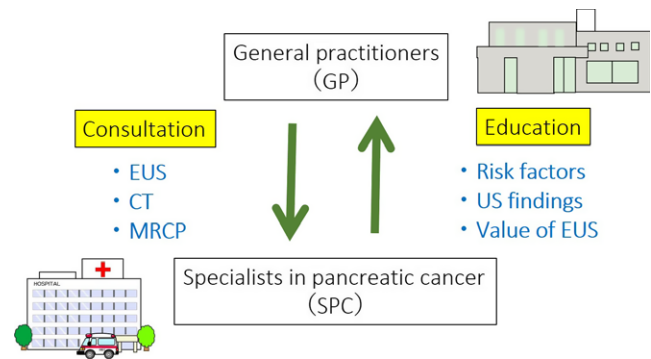 General practitioners
（GP）
Consultation
・EUS
・CT
・MRCP
Education
・Risk factors
・US findings
・Value of EUS
HOSPITAL
Specialists in pancreatic cancer
（SPC）